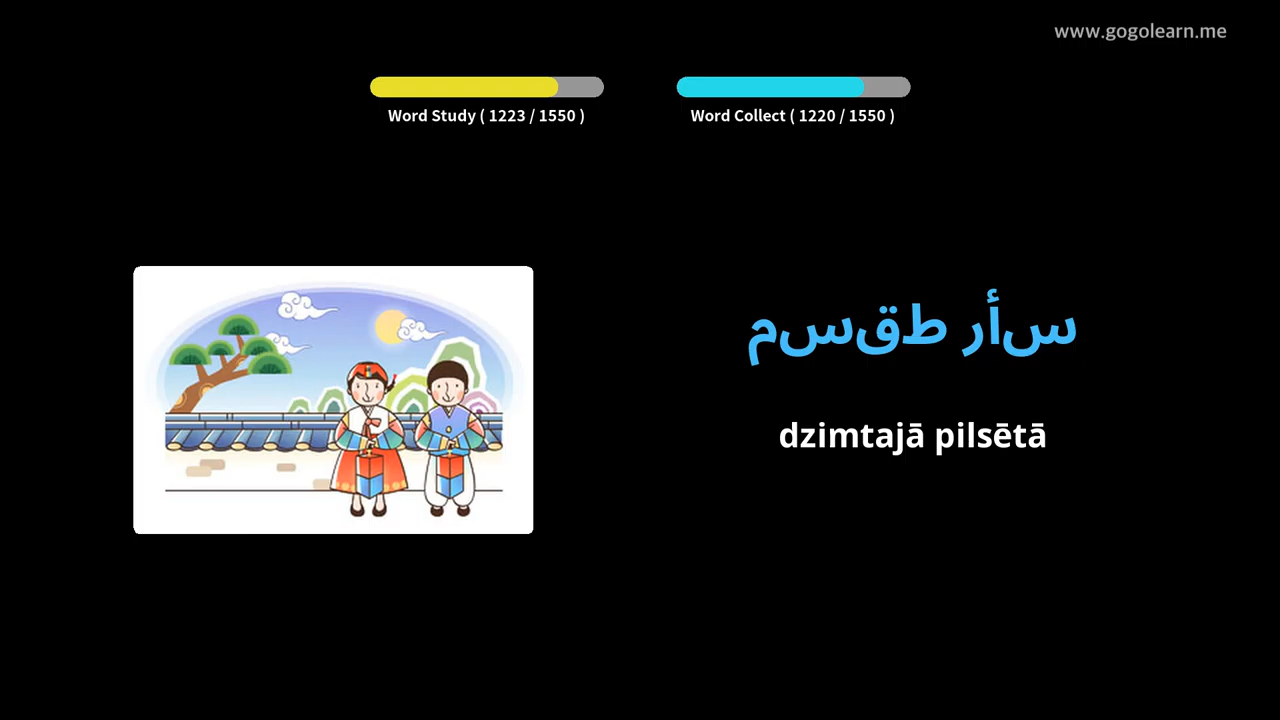 www.gogolearn.me
Word Study ( 1223 / 1550 )
Word Collect ( 1220 / 1550 )
سأر طقسم
dzimtajā pilsētā